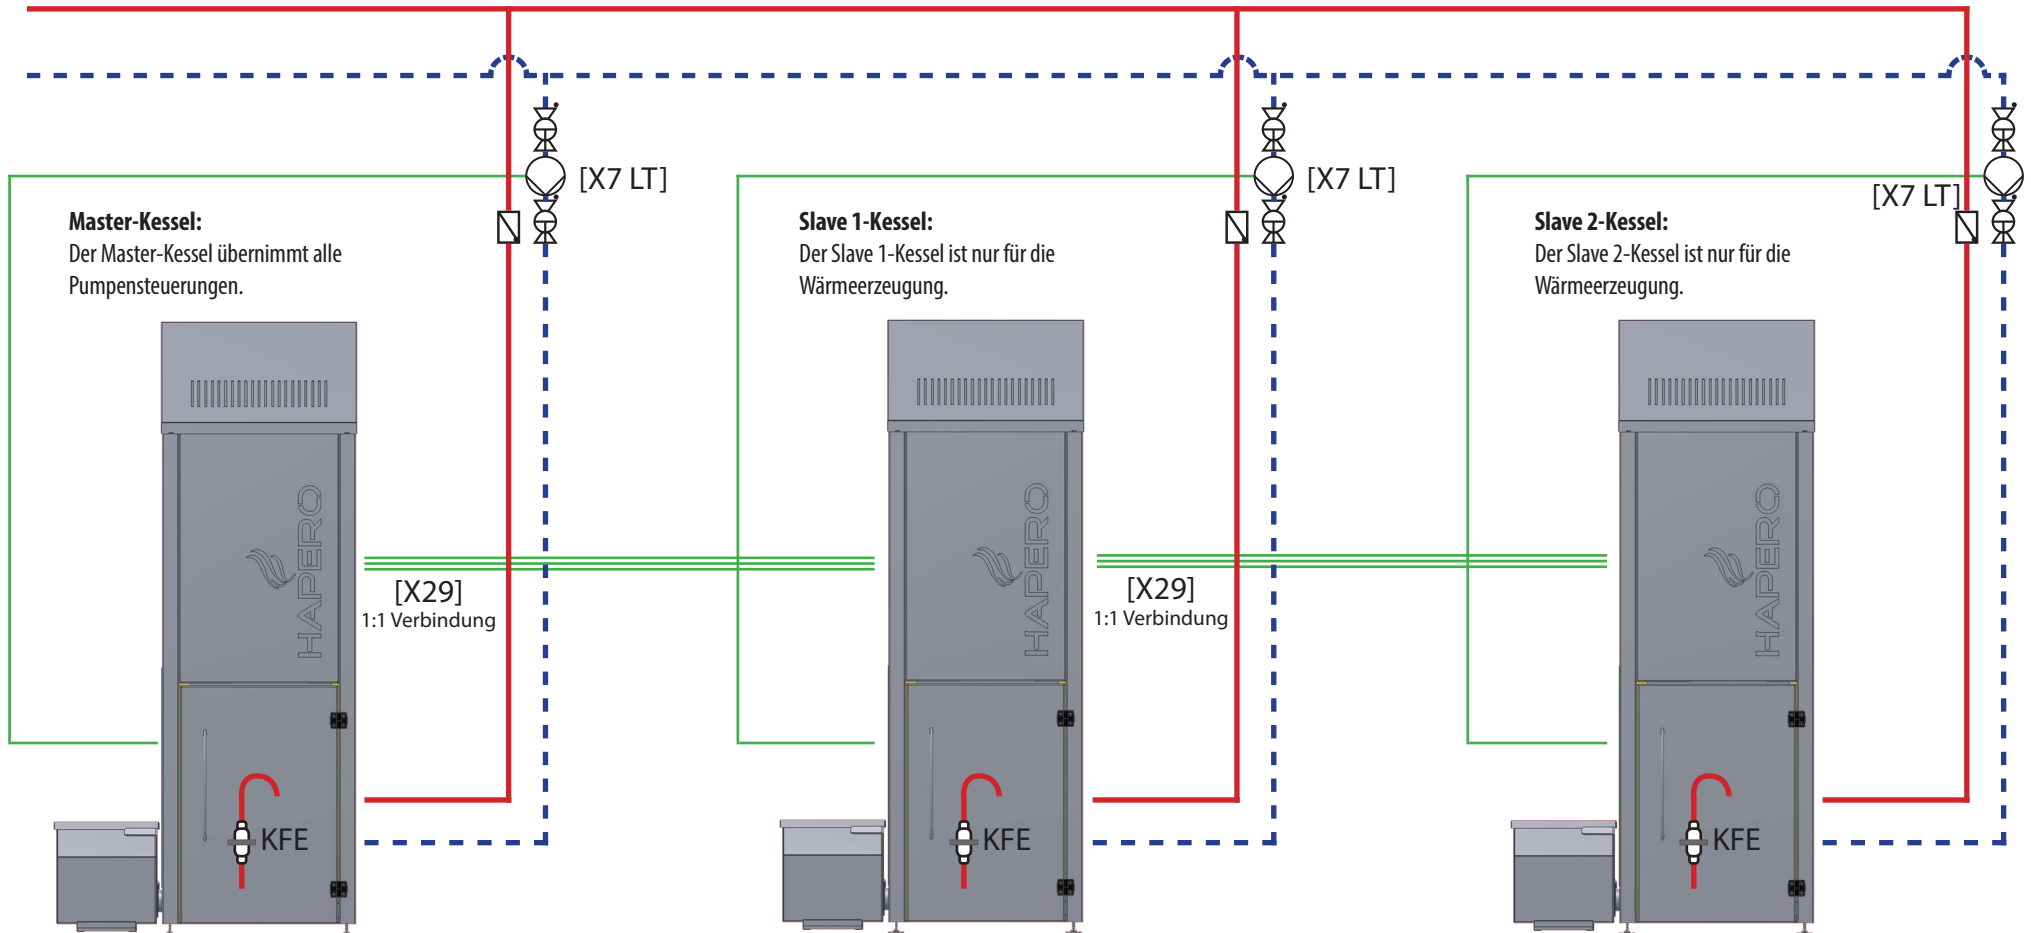 [X7 LT]
Master-Kessel:
Der Master-Kessel übernimmt alle
Pumpensteuerungen.
HAPERO
[X29]
1:1 Verbindung
KFE
[X7 LT]
Slave 1-Kessel:
Der Slave 1-Kessel ist nur für die
Wärmeerzeugung.
HAPERO
[X29]
1:1 Verbindung
KFE
[X7 LT]
Slave 2-Kessel:
Der Slave 2-Kessel ist nur für die
Wärmeerzeugung.
HAPERO
KFE